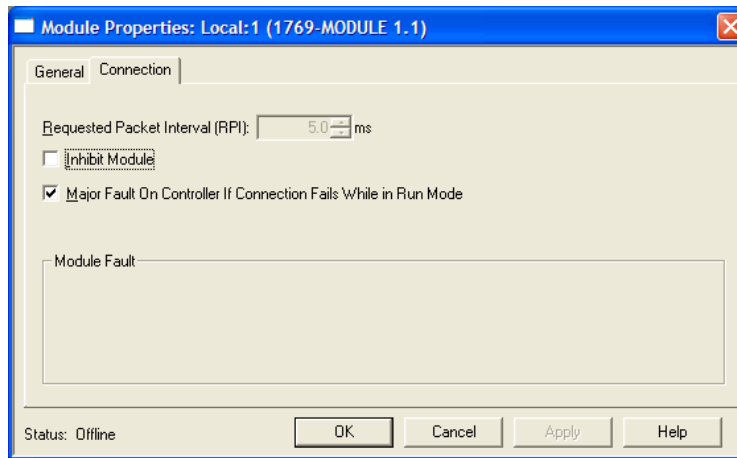 Module Properties: Local:1 (1769-MODULE 1.1)
General Connection
Requested Packet Interval (RPI): 5.0 ms
Inhibit Module
Major Fault On Controller If Connection Fails While in Run Mode
Module Fault
Status: Offline OK Cancel Apply Help